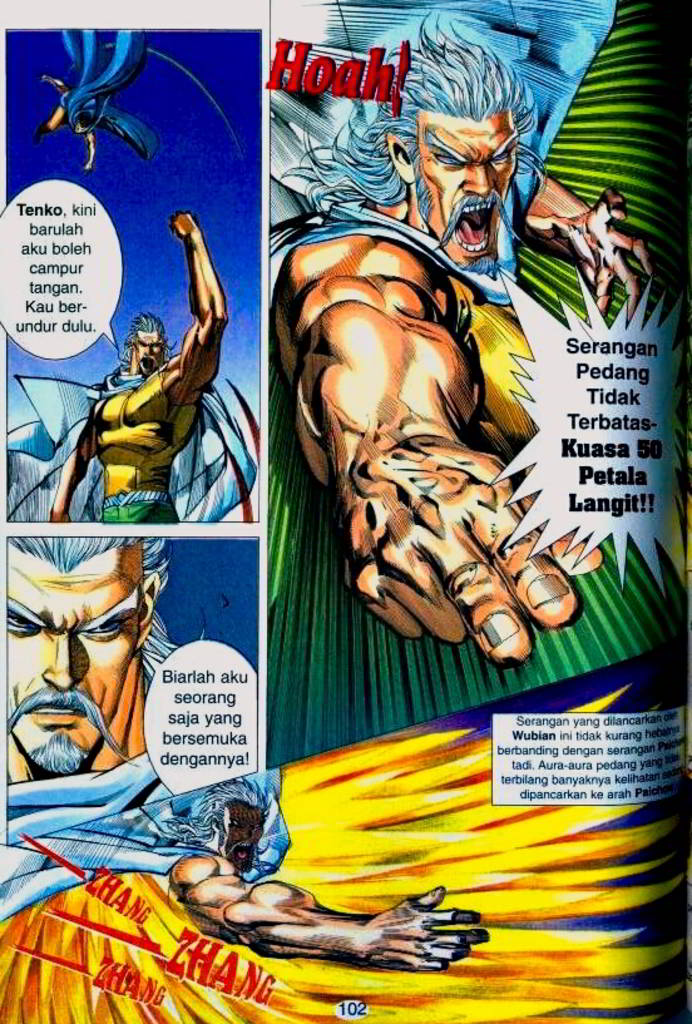 Tenko, kini
barulah
aku boleh
campur
tangan.
Kau ber-
undur dulu.
Hoah!
Serangan
Pedang
Tidak
Terbatas-
Kuasa 50
Petala
Langit!!
Biarlah aku
seorang
saja yang
bersemuka
dengannya!
Serangan yang dilancarkan oleh
Wubian ini tidak kurang hebatnya
berbanding dengan serangan
tadi. Aura-aura pedang yang
terbilang banyaknya kelihatan
dipancarkan ke arah
ZHANG
ZHANG
ZHANG
102